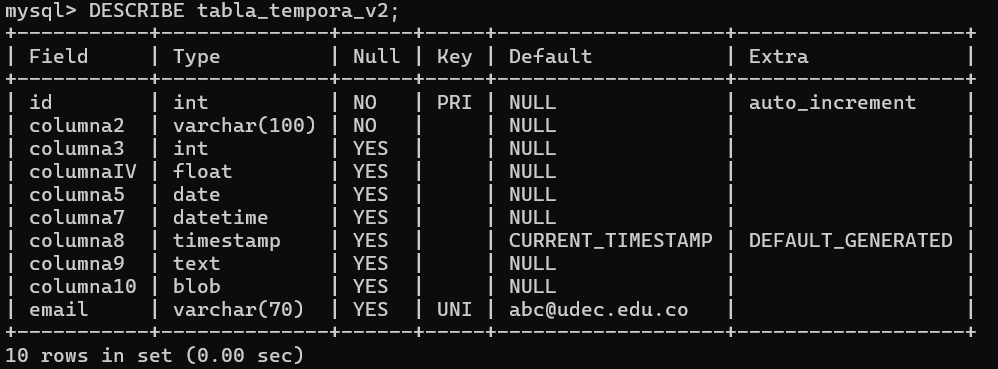 mysql> DESCRIBE tabla_tempora_v2;
+-----------+--------------+------+-----+-------------------+-------------------+
| Field     | Type         | Null | Key | Default           | Extra             |
+-----------+--------------+------+-----+-------------------+-------------------+
| id        | int          | NO   | PRI | NULL              | auto_increment    |
| columna2  | varchar(100) | NO   |     | NULL              |                   |
| columna3  | int          | YES  |     | NULL              |                   |
| columnaIV | float        | YES  |     | NULL              |                   |
| columna5  | date         | YES  |     | NULL              |                   |
| columna7  | datetime     | YES  |     | NULL              |                   |
| columna8  | timestamp    | YES  |     | CURRENT_TIMESTAMP | DEFAULT_GENERATED |
| columna9  | text         | YES  |     | NULL              |                   |
| columna10 | blob         | YES  |     | NULL              |                   |
| email     | varchar(70)  | YES  | UNI | abc@udec.edu.co   |                   |
+-----------+--------------+------+-----+-------------------+-------------------+
10 rows in set (0.00 sec)